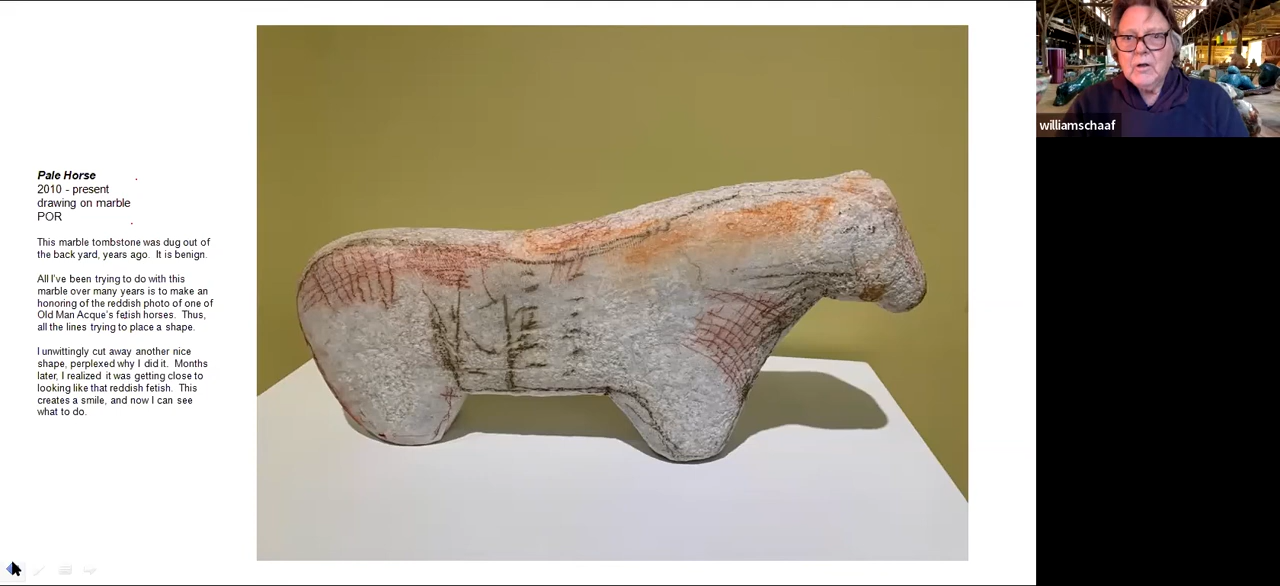 Pale Horse
2010 - present
drawing on marble
POR
This marble tombstone was dug out of
the back yard, years ago. It is benign.
All I've been trying to do with this
marble over many years is to make an
honoring of the reddish photo of one of
Old Man Acque's fetish horses. Thus,
all the lines trying to place a shape.
I unwittingly cut away another nice
shape, perplexed why I did it. Months
later, I realized it was getting close to
looking like that reddish fetish. This
creates a smile, and now I can see
what to do.
williamschaaf